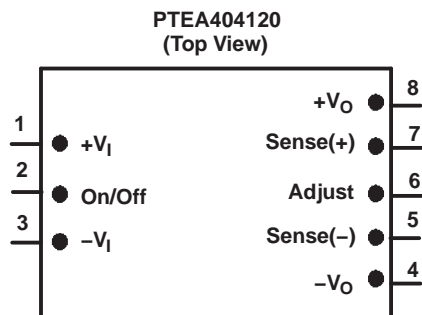 PTEA404120
(Top View)
1
+VI
2
On/Off
3
−VI
+VO
8
Sense(+)
7
Adjust
6
Sense(−)
5
−VO
4